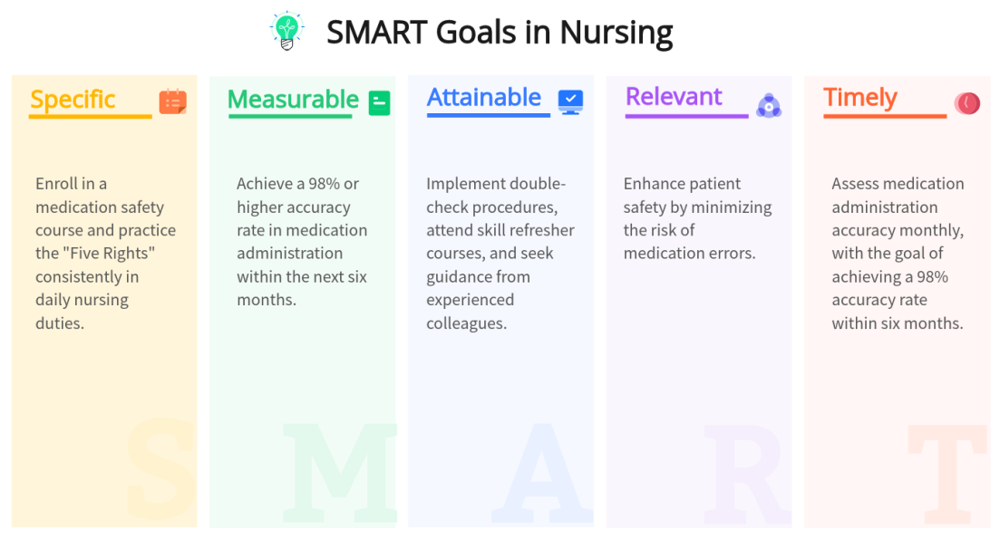 SMART Goals in Nursing
Specific
Enroll in a
medication safety
course and practice
the "Five Rights"
consistently in
daily nursing
duties.
S
Measurable
Achieve a 98% or
higher accuracy
rate in medication
administration
within the next six
months.
M
Attainable
Implement double-
check procedures,
attend skill refresher
courses, and seek
guidance from
experienced
colleagues.
A
Relevant
Enhance patient
safety by minimizing
the risk of
medication errors.
R
Timely
Assess medication
administration
accuracy monthly,
with the goal of
achieving a 98%
accuracy rate
within six months.
T